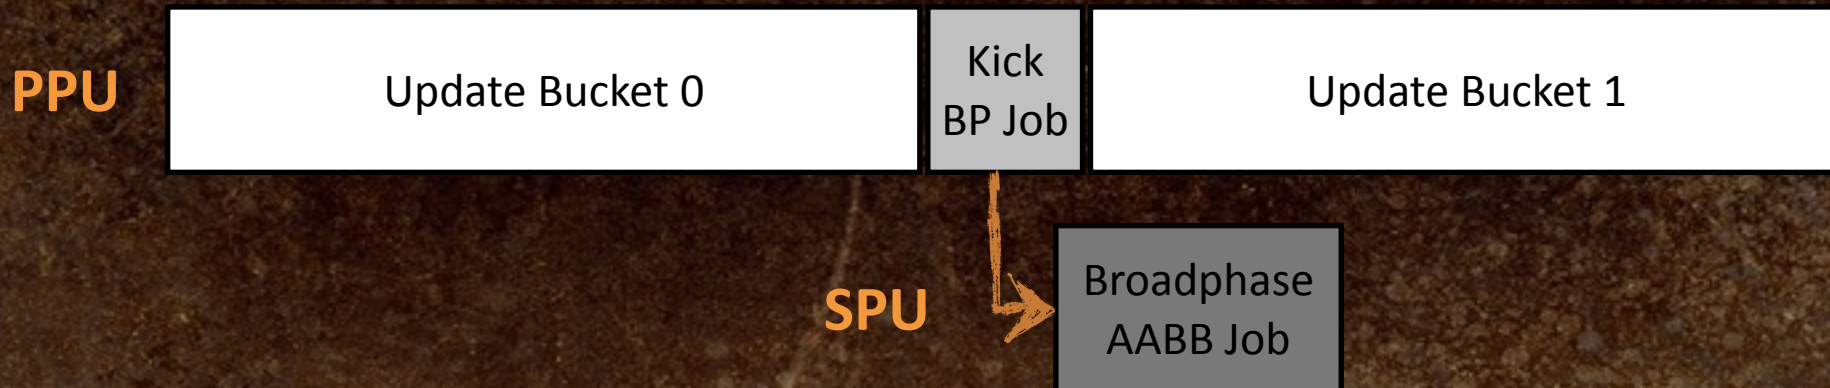 PPU
Update Bucket 0
Kick
BP Job
Update Bucket 1
SPU
Broadphase
AABB Job